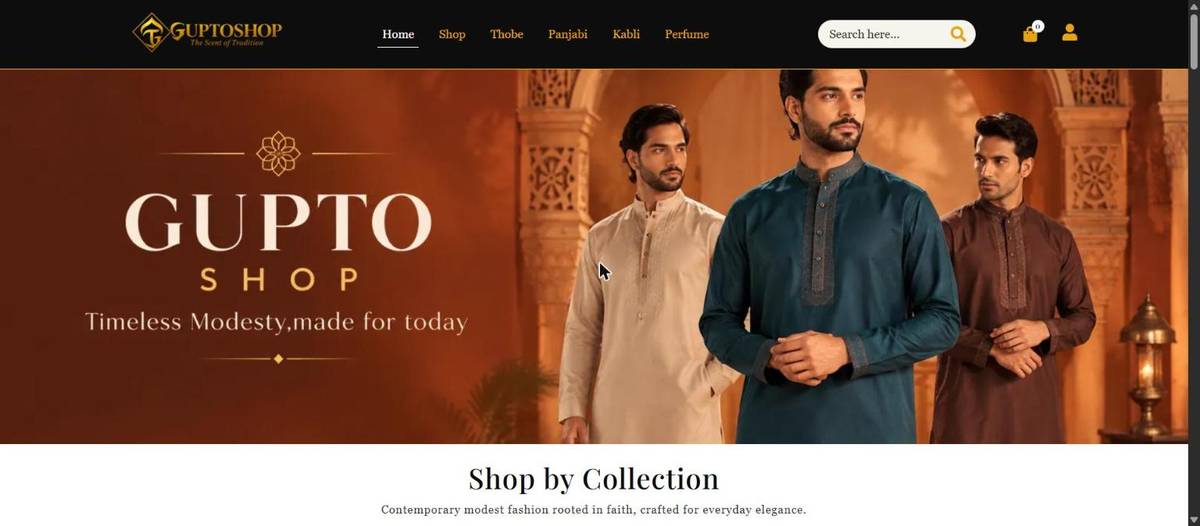 GUPTOSHOP
The Scent of Tradition
Home Shop Thobe Panjabi Kabli Perfume
Search here...
0
GUPTO
SHOP
Timeless Modesty,made for today
Shop by Collection
Contemporary modest fashion rooted in faith, crafted for everyday elegance.